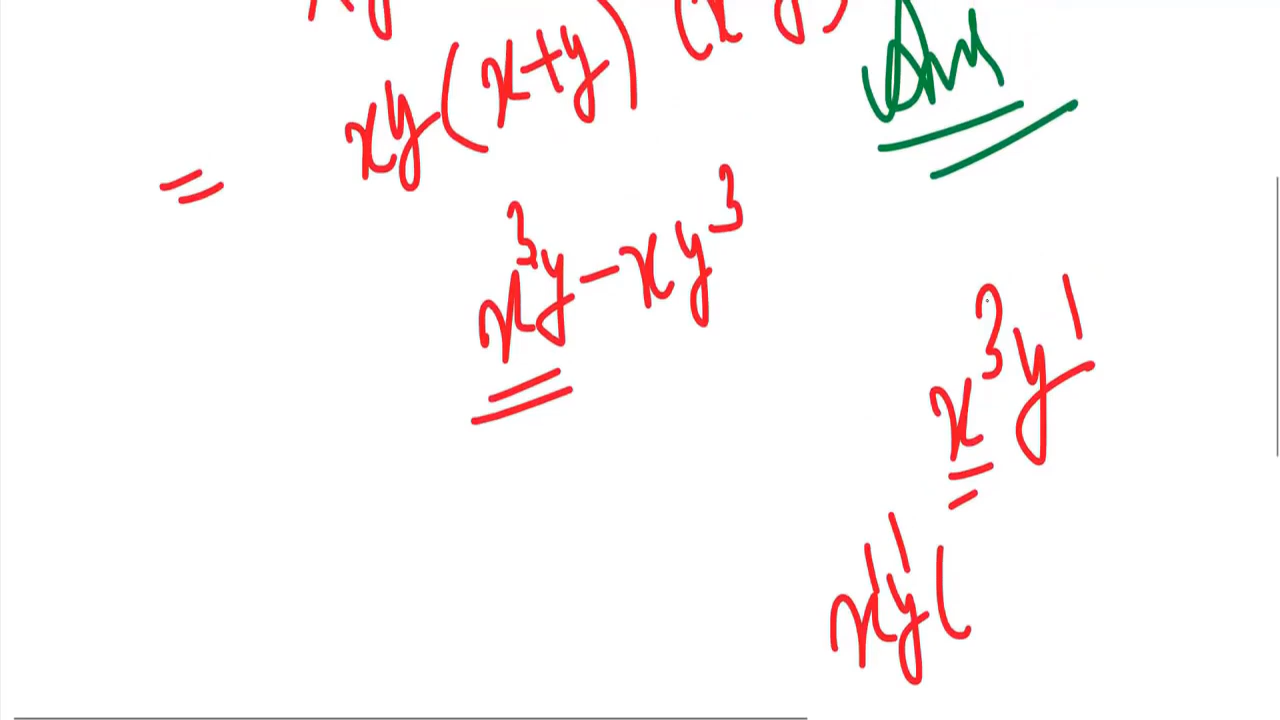 = xy(x+y) (x y)
Ans
x³y - xy³
x³y¹
x¹y¹(